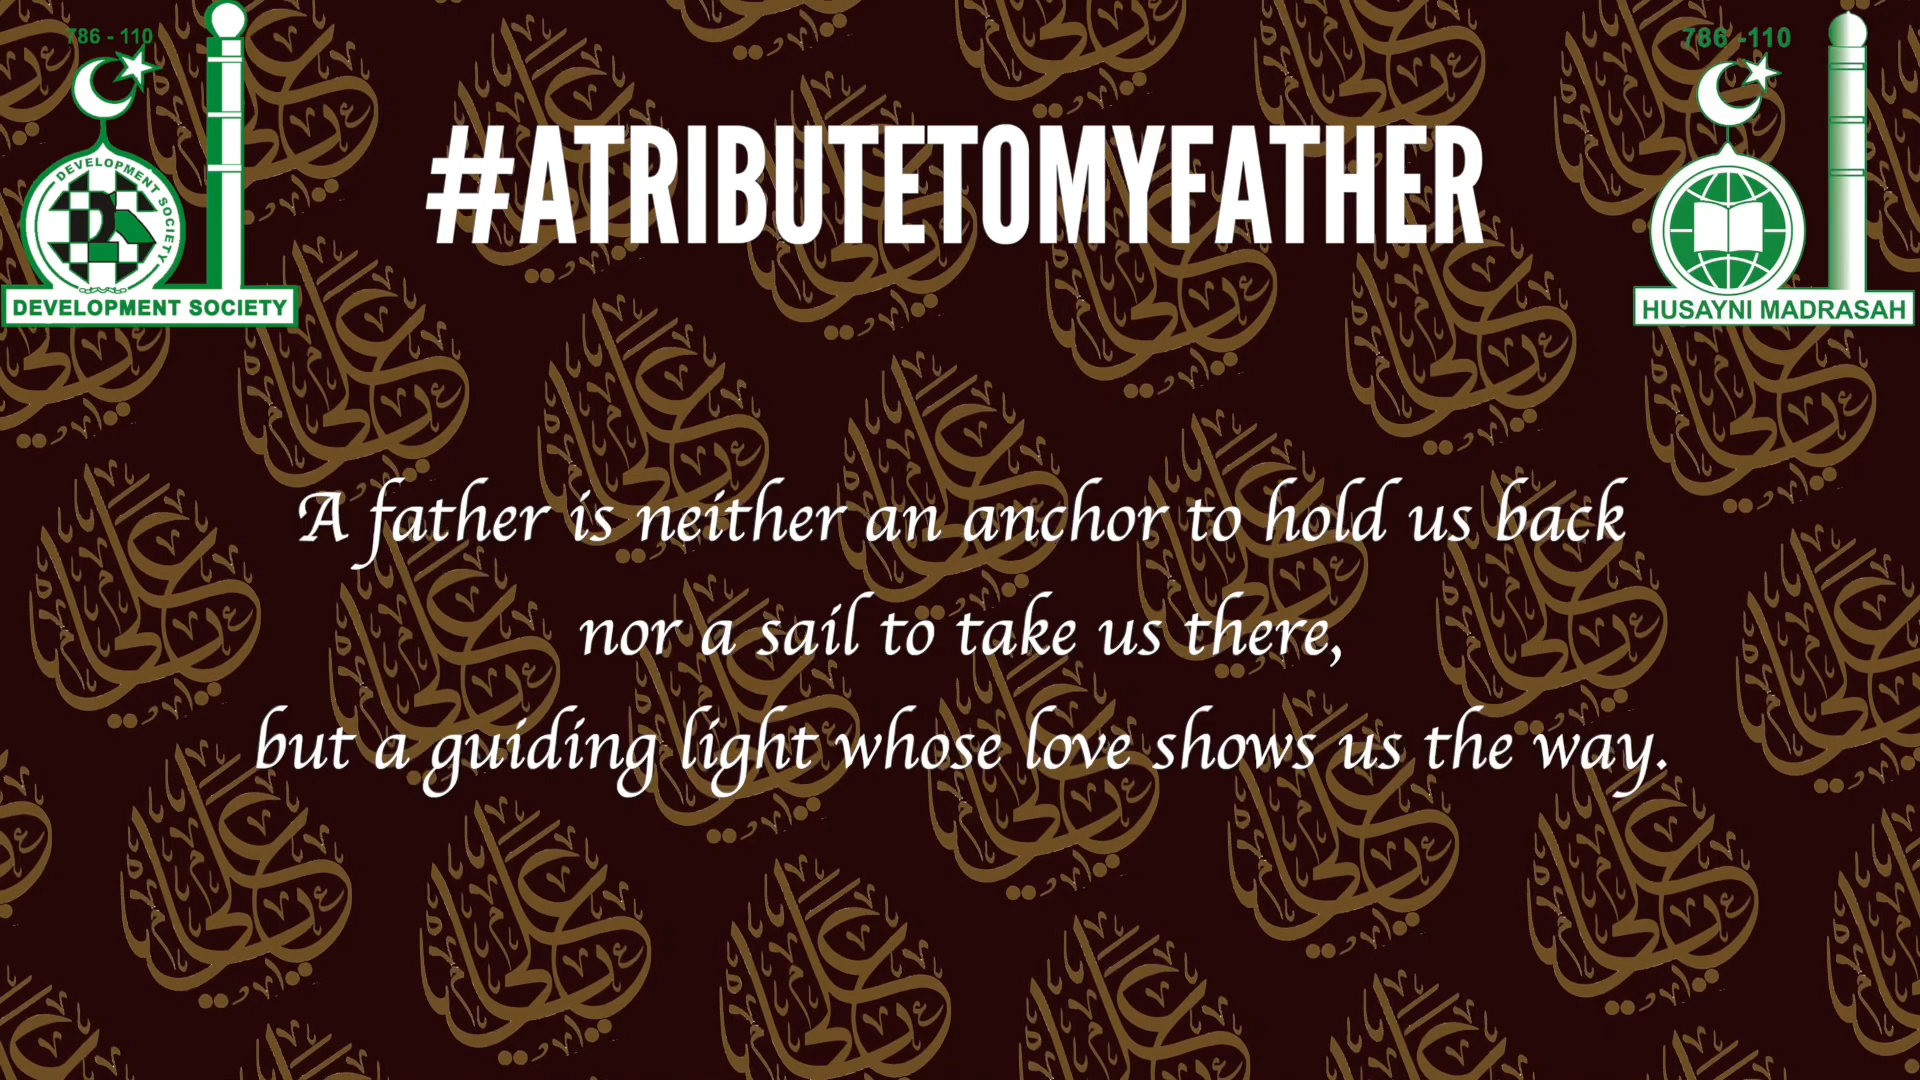 786 - 110
DEVELOPMENT SOCIETY
DEVELOPMENT SOCIETY
786 -110
HUSAYNI MADRASAH
#ATRIBUTETOMYFATHER
A father is neither an anchor to hold us back
nor a sail to take us there,
but a guiding light whose love shows us the way.